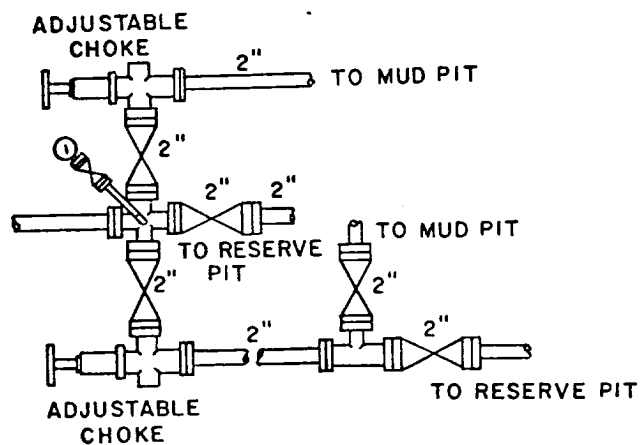 ADJUSTABLE
CHOKE
2"
TO MUD PIT
1
2"
2"
2"
TO RESERVE
PIT
TO MUD PIT
2"
2"
2"
2"
TO RESERVE PIT
ADJUSTABLE
CHOKE